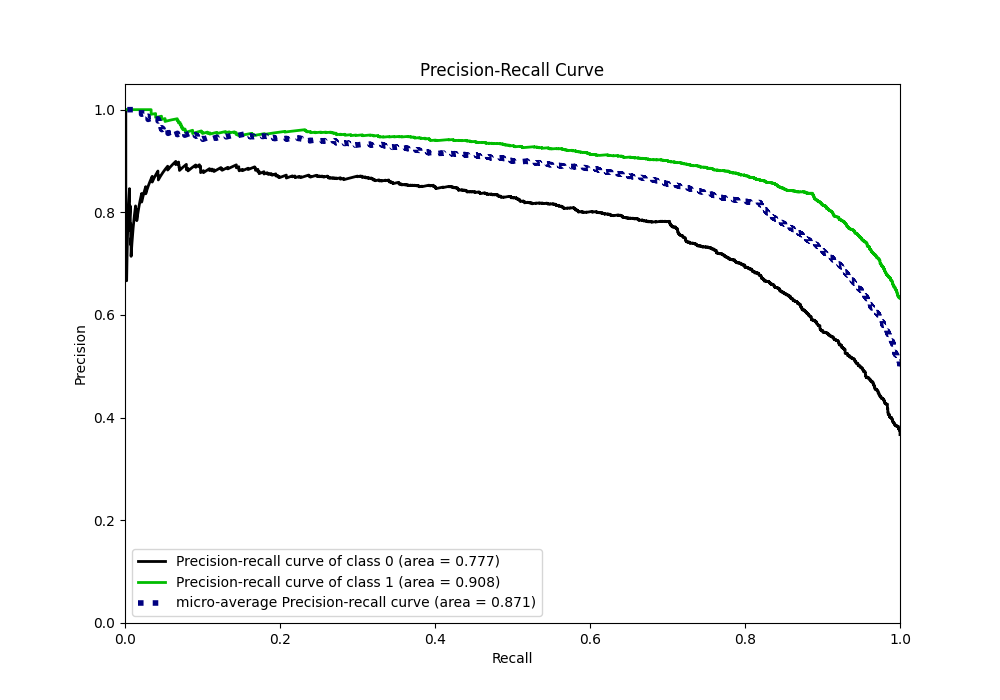 Precision-Recall Curve
1.0
0.8
0.6
0.4
0.2
0.0
Precision
Precision-recall curve of class 0 (area = 0.777)
Precision-recall curve of class 1 (area = 0.908)
micro-average Precision-recall curve (area = 0.871)
0.0 0.2 0.4 0.6 0.8 1.0
Recall